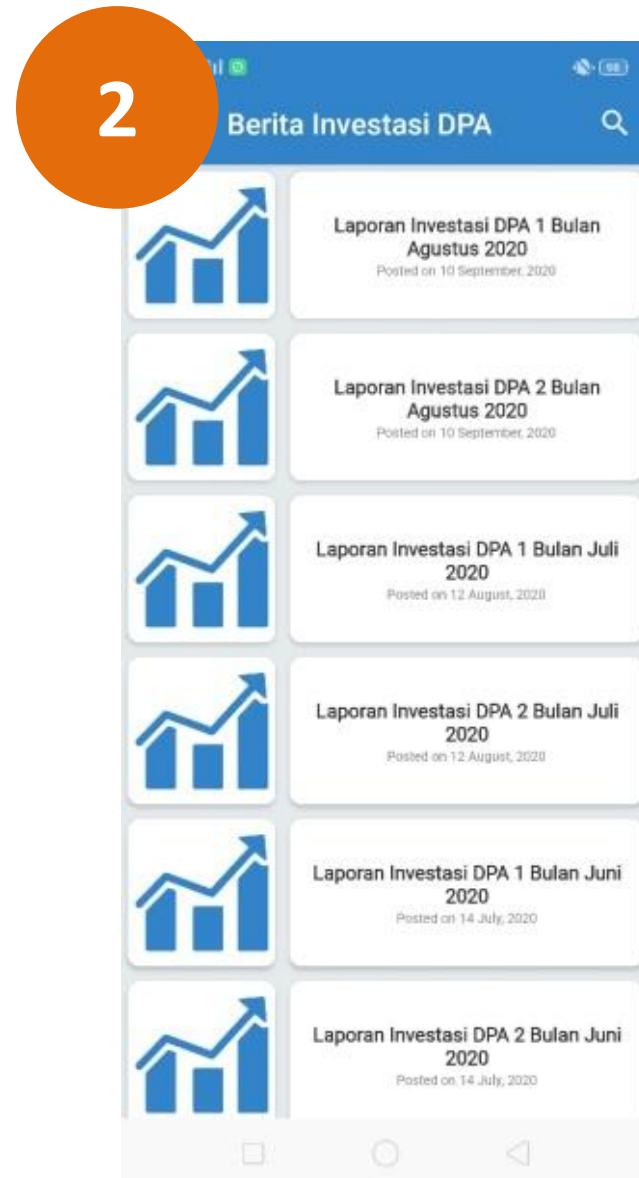 2
98
Berita Investasi DPA
Laporan Investasi DPA 1 Bulan
Agustus 2020
Posted on 10 September, 2020
Laporan Investasi DPA 2 Bulan
Agustus 2020
Posted on 10 September, 2020
Laporan Investasi DPA 1 Bulan Juli
2020
Posted on 12 August, 2020
Laporan Investasi DPA 2 Bulan Juli
2020
Posted on 12 August, 2020
Laporan Investasi DPA 1 Bulan Juni
2020
Posted on 14 July, 2020
Laporan Investasi DPA 2 Bulan Juni
2020
Posted on 14 July, 2020